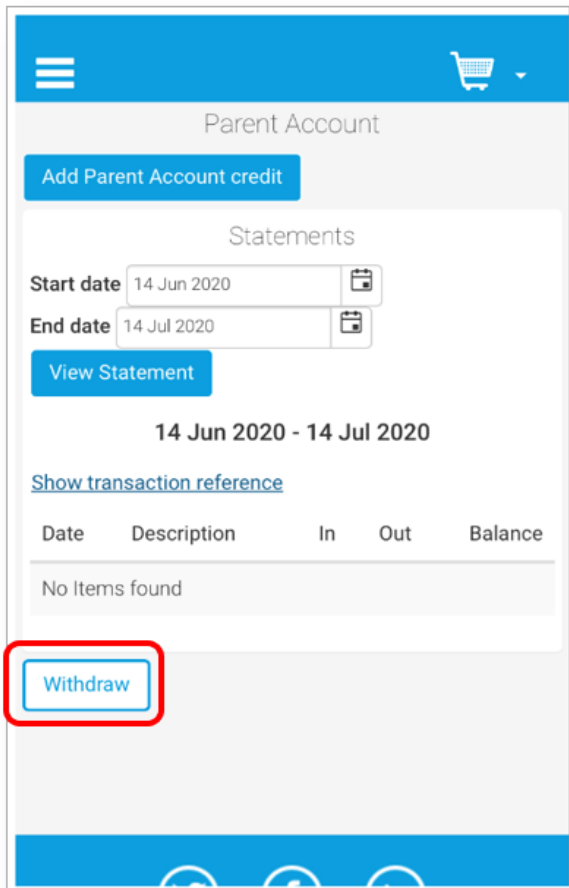 Parent Account
Add Parent Account credit
Statements
Start date 14 Jun 2020
End date 14 Jul 2020
View Statement
14 Jun 2020 - 14 Jul 2020
Show transaction reference
Date Description In Out Balance
No Items found
Withdraw